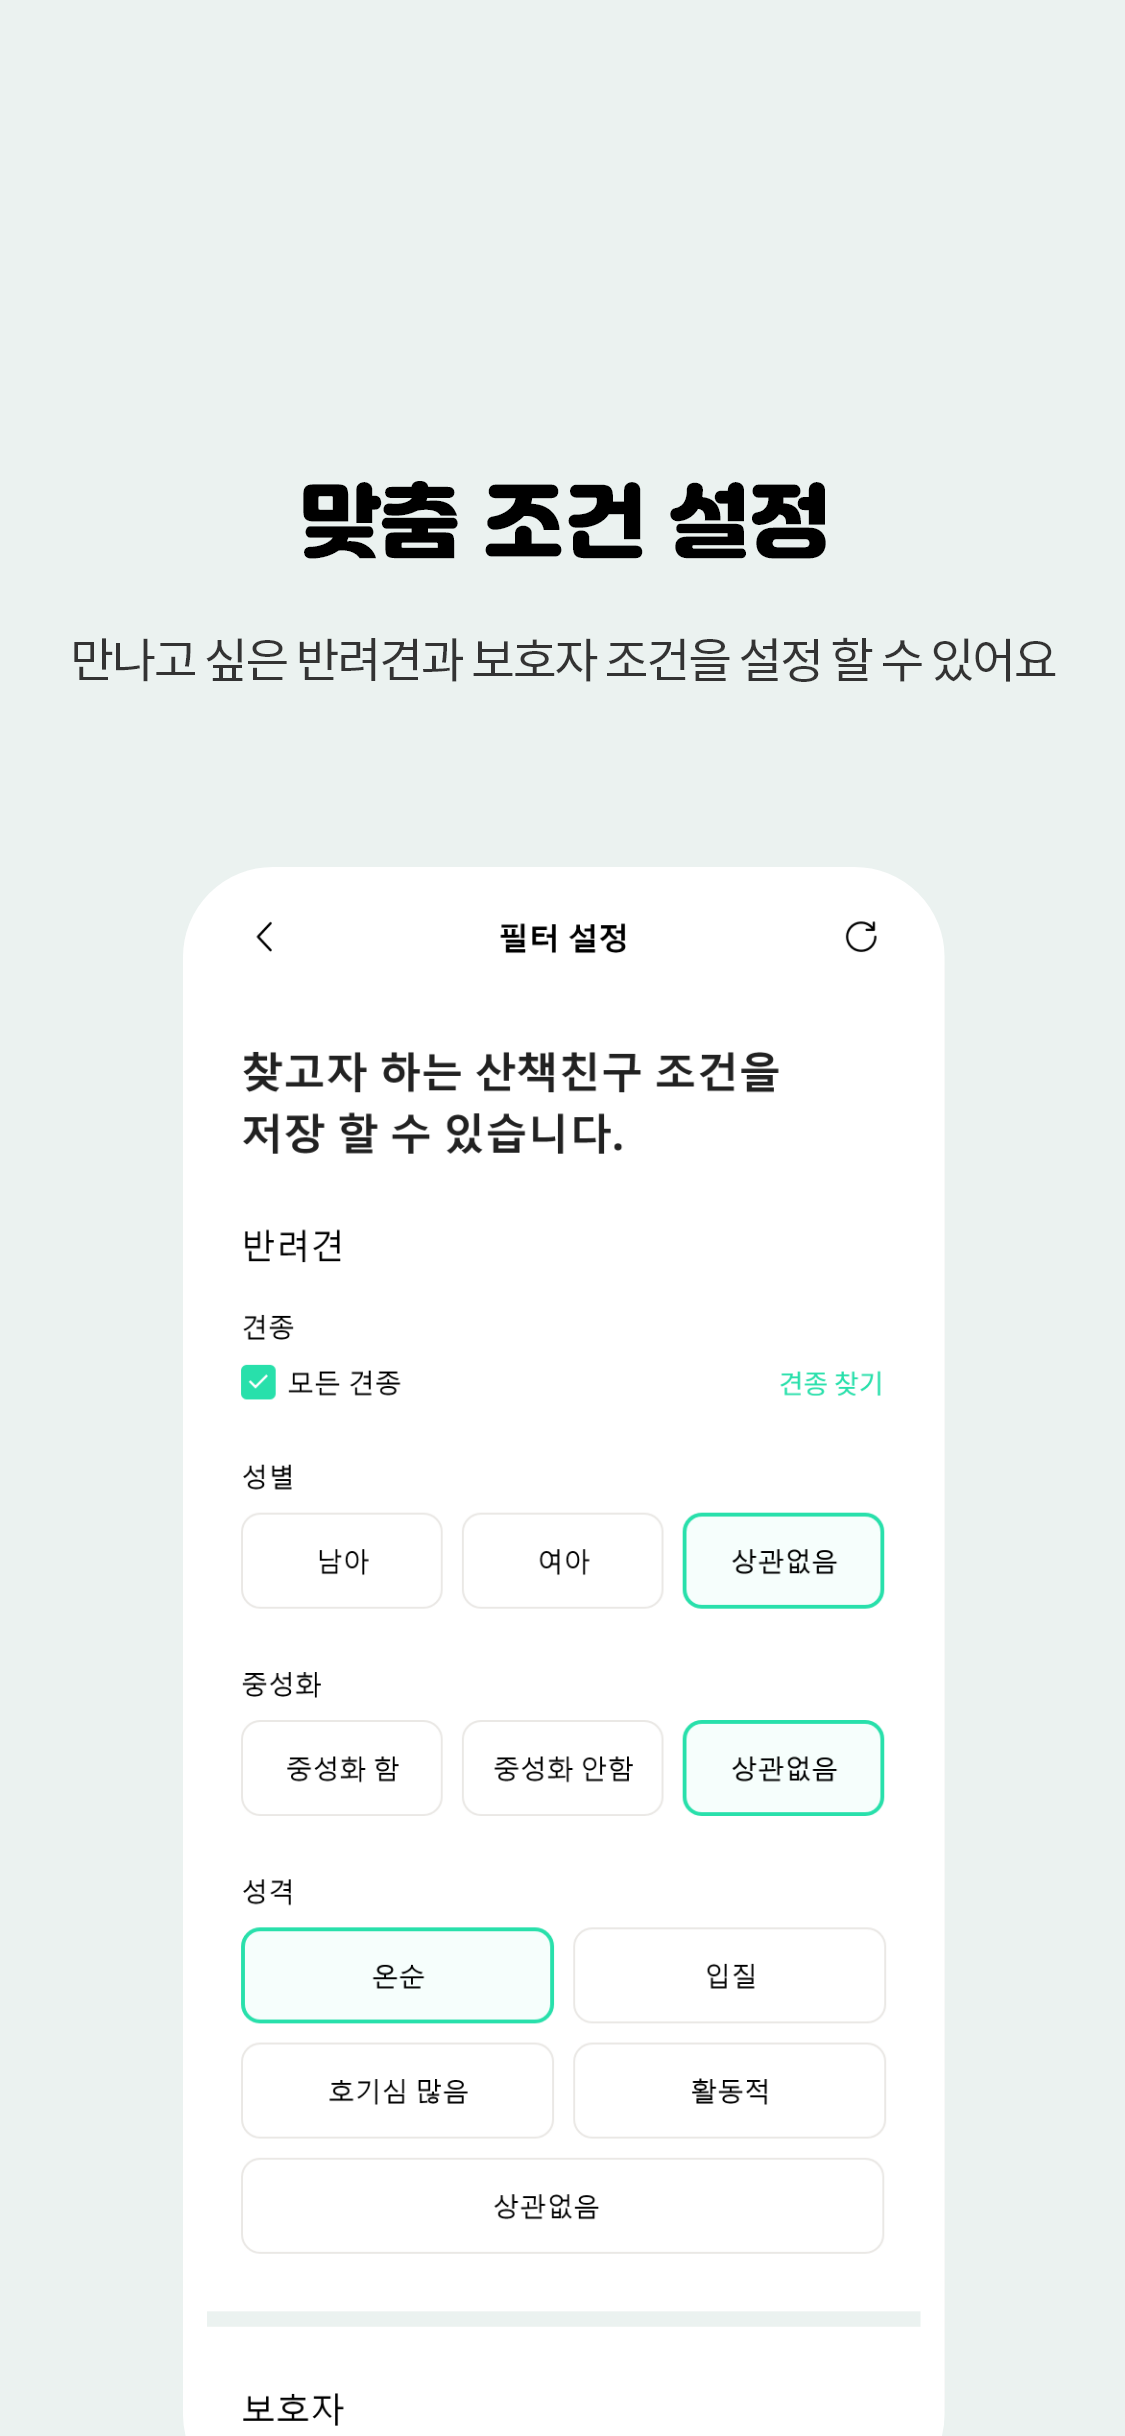 맞춤 조건 설정
만나고 싶은 반려견과 보호자 조건을 설정 할 수 있어요
필터 설정
찾고자 하는 산책친구 조건을
저장 할 수 있습니다.
반려견
견종
모든 견종 견종 찾기
성별
남아 여아 상관없음
중성화
중성화 함 중성화 안함 상관없음
성격
온순 입질
호기심 많음 활동적
상관없음
보호자